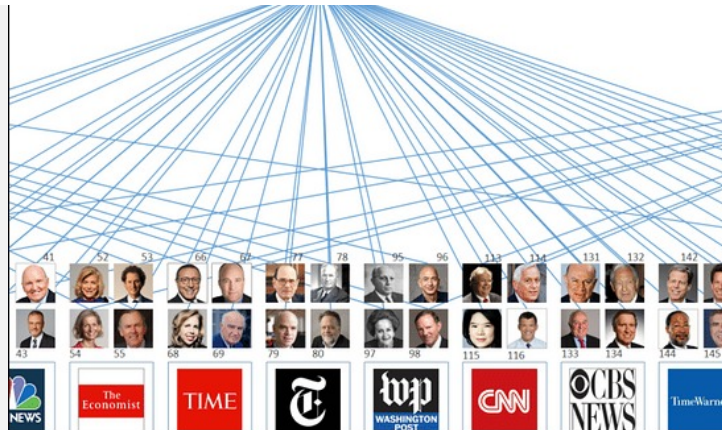 41 52 53 66 67 77 78 95 96 113 114 131 132 142
43 54 55 68 69 79 80 97 98 115 116 133 134 144 145
NEWS
The
Economist
TIME
T
wp
WASHINGTON
POST
CNN
CBS
NEWS
TimeWarne